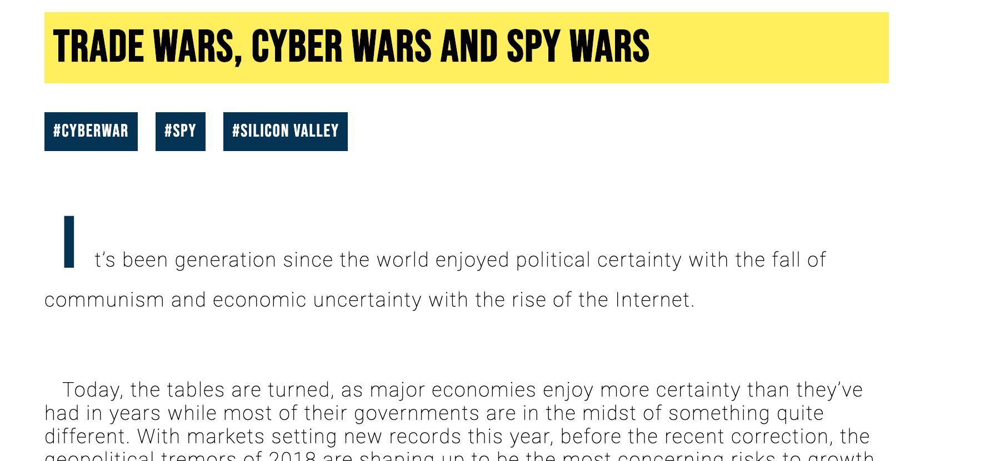 TRADE WARS, CYBER WARS AND SPY WARS
#CYBERWAR #SPY #SILICON VALLEY
It’s been generation since the world enjoyed political certainty with the fall of
communism and economic uncertainty with the rise of the Internet.
Today, the tables are turned, as major economies enjoy more certainty than they’ve
had in years while most of their governments are in the midst of something quite
different. With markets setting new records this year, before the recent correction, the
geopolitical tremors of 2018 are shaping up to be the most concerning risks to growth